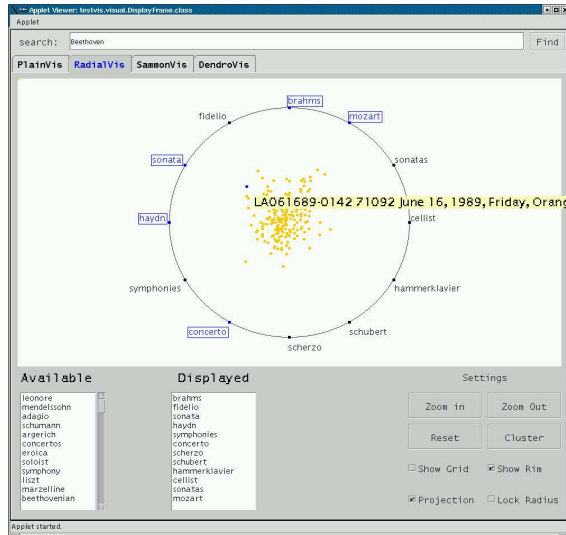 Applet Viewer: testvis.visual.DisplayFrame.class
Applet
search: Beethoven Find
PlainVis RadialVis SammonVis DendroVis
brahms
fidelio mozart
sonata sonatas
LA061689-0142 71092 June 16, 1989, Friday, Orang
haydn cellist
symphonies hammerklavier
concerto schubert
scherzo
Available Displayed Settings
leonore
mendelssohn
adagio
schumann
argerich
concertos
eroica
soloist
symphony
liszt
marzelline
beethovenian
brahms
fidelio
sonata
haydn
symphonies
concerto
scherzo
schubert
hammerklavier
cellist
sonatas
mozart
Zoom in Zoom Out
Reset Cluster
Show Grid Show Rim
Projection Lock Radius
Applet started.